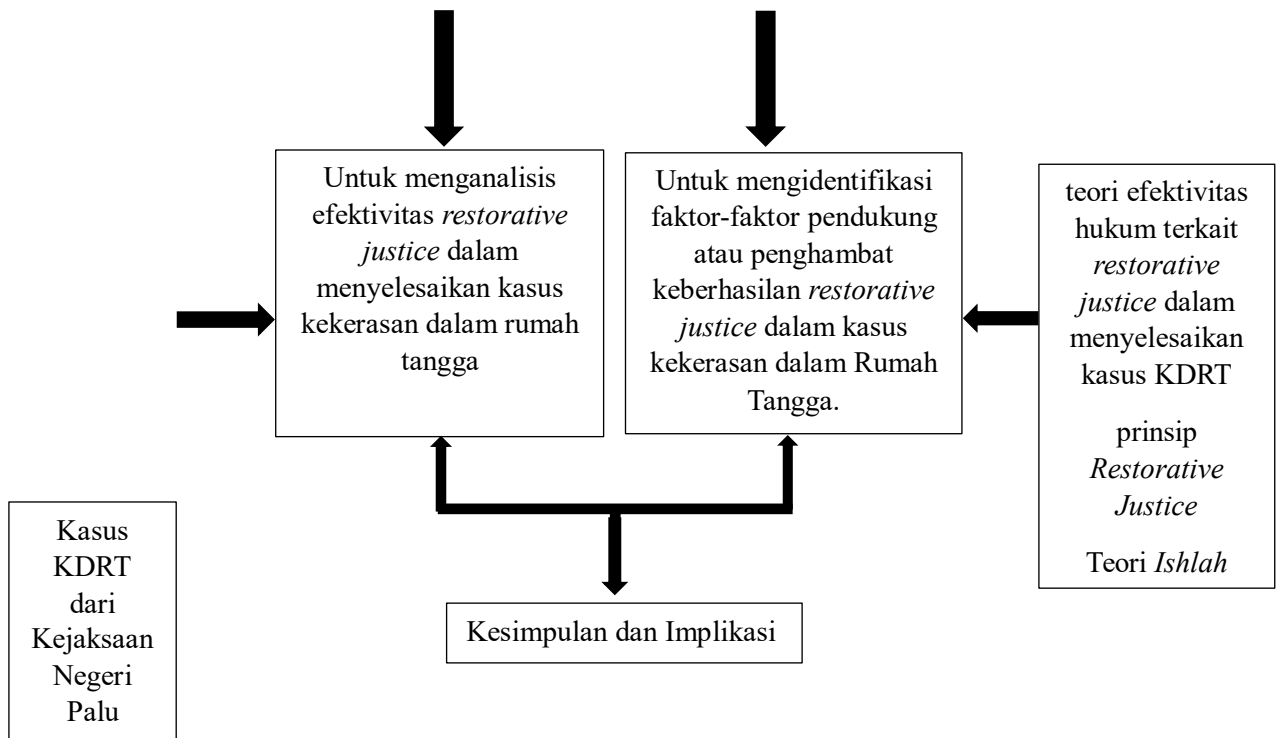 Untuk menganalisis
efektivitas restorative
justice dalam
menyelesaikan kasus
kekerasan dalam rumah
tangga
Untuk mengidentifikasi
faktor-faktor pendukung
atau penghambat
keberhasilan restorative
justice dalam kasus
kekerasan dalam Rumah
Tangga.
teori efektivitas
hukum terkait
restorative
justice dalam
menyelesaikan
kasus KDRT
prinsip
Restorative
Justice
Teori Ishlah
Kasus
KDRT
dari
Kejaksaan
Negeri
Palu
Kesimpulan dan Implikasi